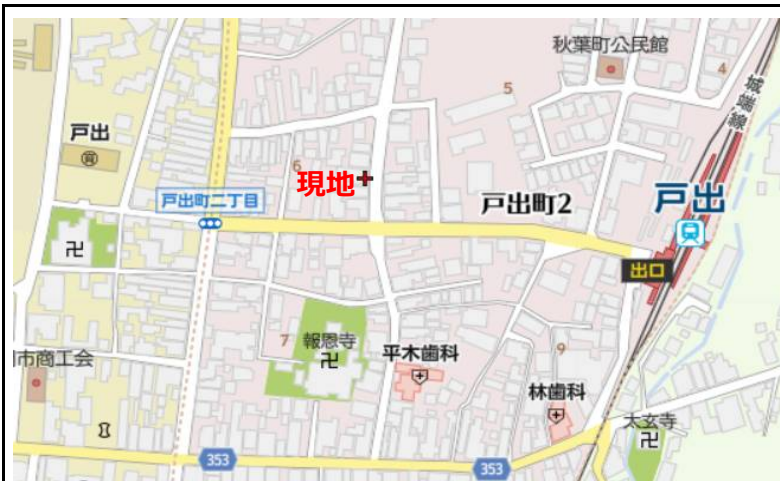 秋葉町公民館
4
城端線
5
戸出
6
現地
戸出町二丁目
戸出町2
戸出
出口
7
報恩寺
平木歯科
9
市商工会
林歯科
太玄寺
353
353